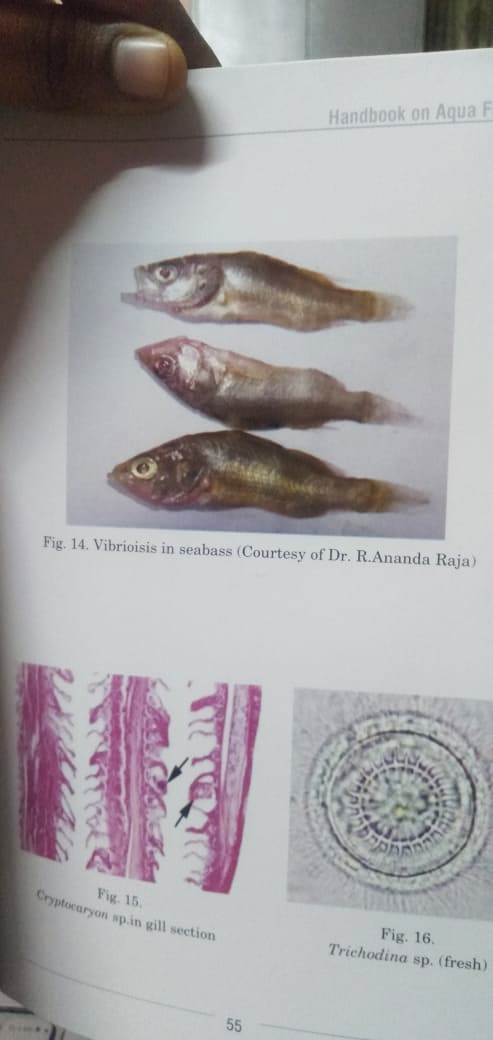 Handbook on Aqua F
Fig. 14. Vibrioisis in seabass (Courtesy of Dr. R.Ananda Raja)
Fig. 15.
Cryptocaryon sp.in gill section
Fig. 16.
Trichodina sp. (fresh)
55